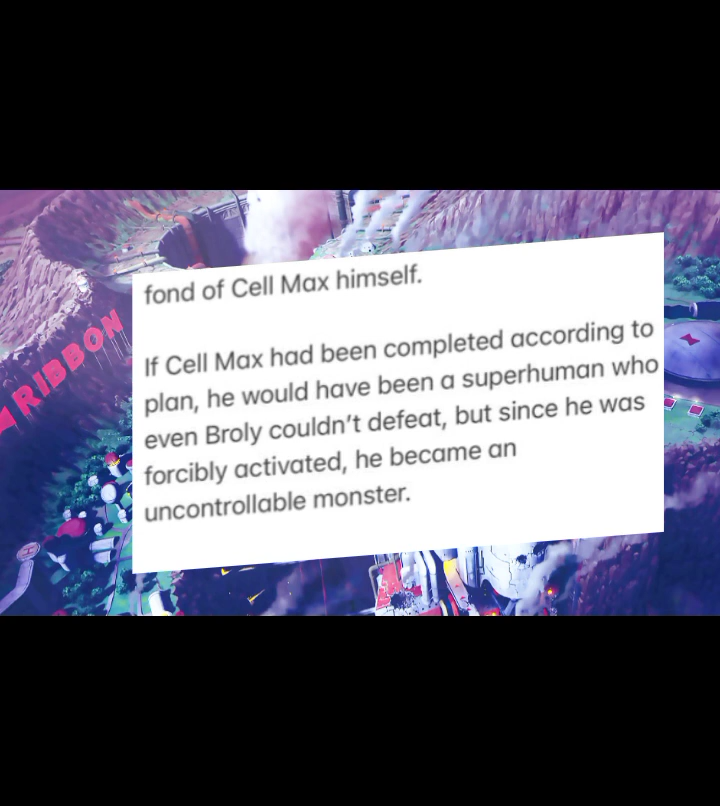 fond of Cell Max himself.
If Cell Max had been completed according to
plan, he would have been a superhuman who
even Broly couldn't defeat, but since he was
forcibly activated, he became an
uncontrollable monster.
RIBBON